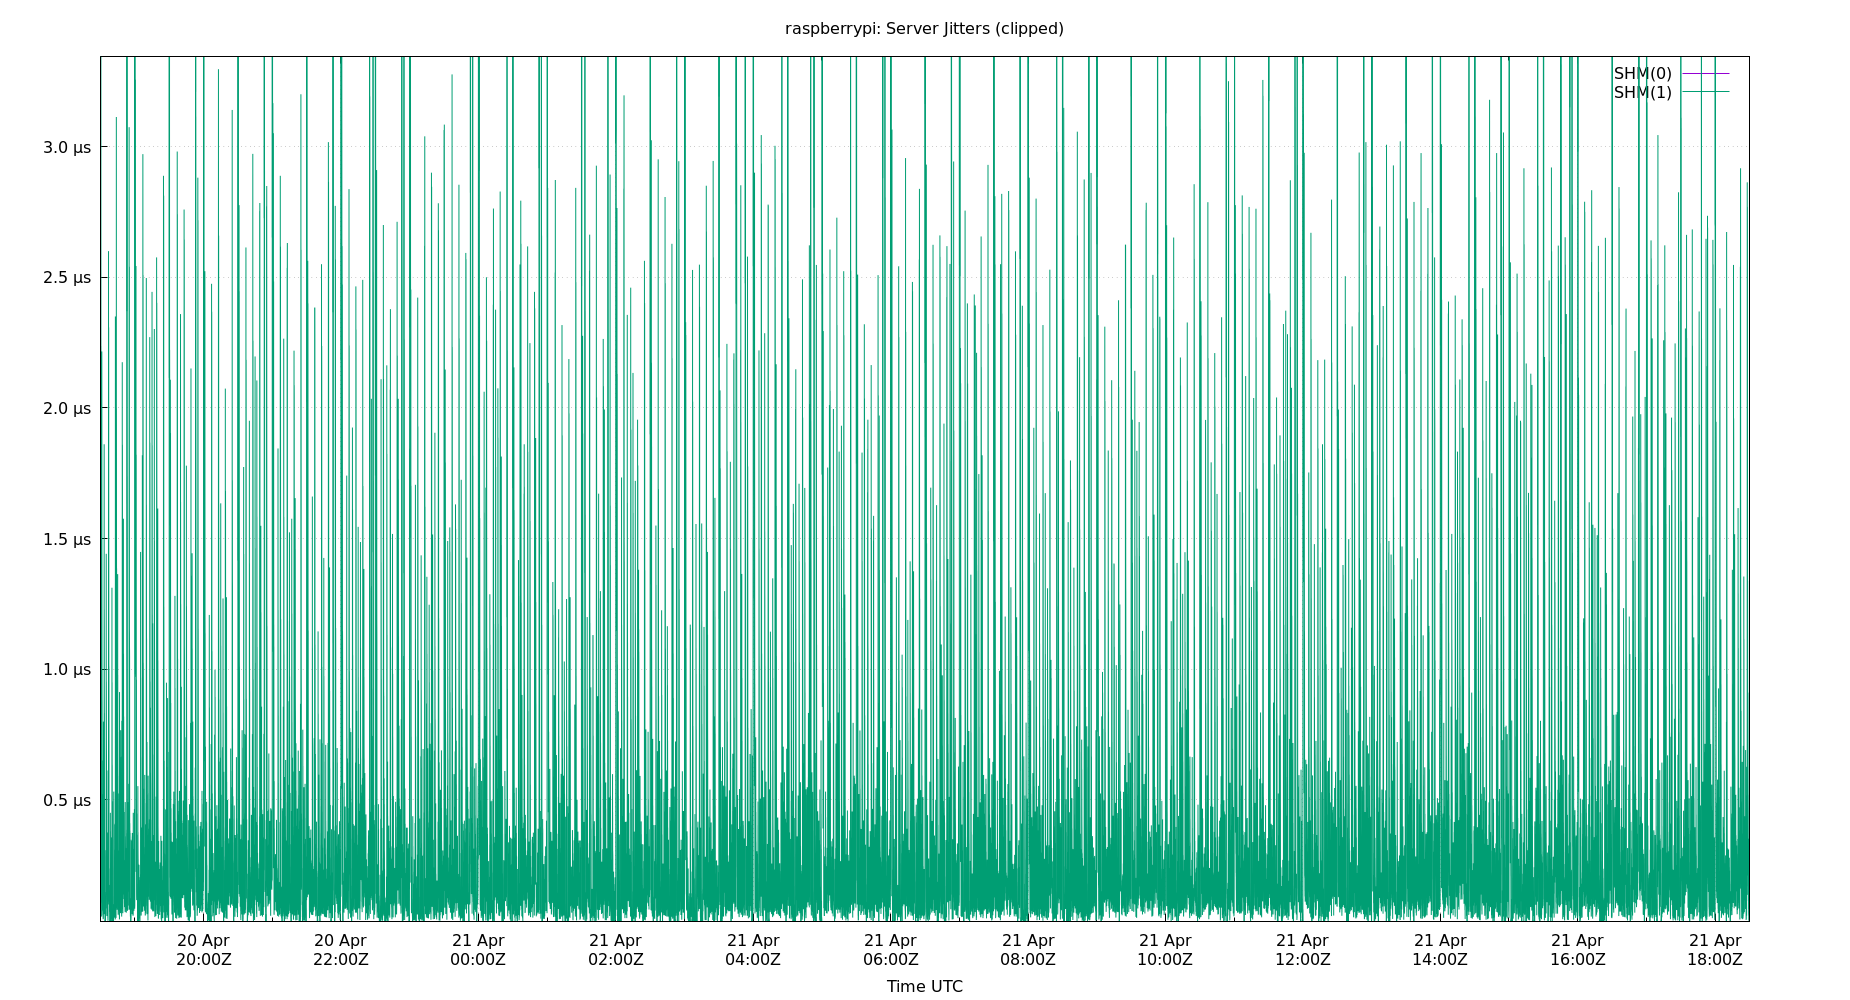 raspberrypi: Server Jitters (clipped)
SHM(0)
SHM(1)
3.0 µs
2.5 µs
2.0 µs
1.5 µs
1.0 µs
0.5 µs
20 Apr 20 Apr 21 Apr 21 Apr 21 Apr 21 Apr 21 Apr 21 Apr 21 Apr 21 Apr 21 Apr 21 Apr
20:00Z 22:00Z 00:00Z 02:00Z 04:00Z 06:00Z 08:00Z 10:00Z 12:00Z 14:00Z 16:00Z 18:00Z
Time UTC